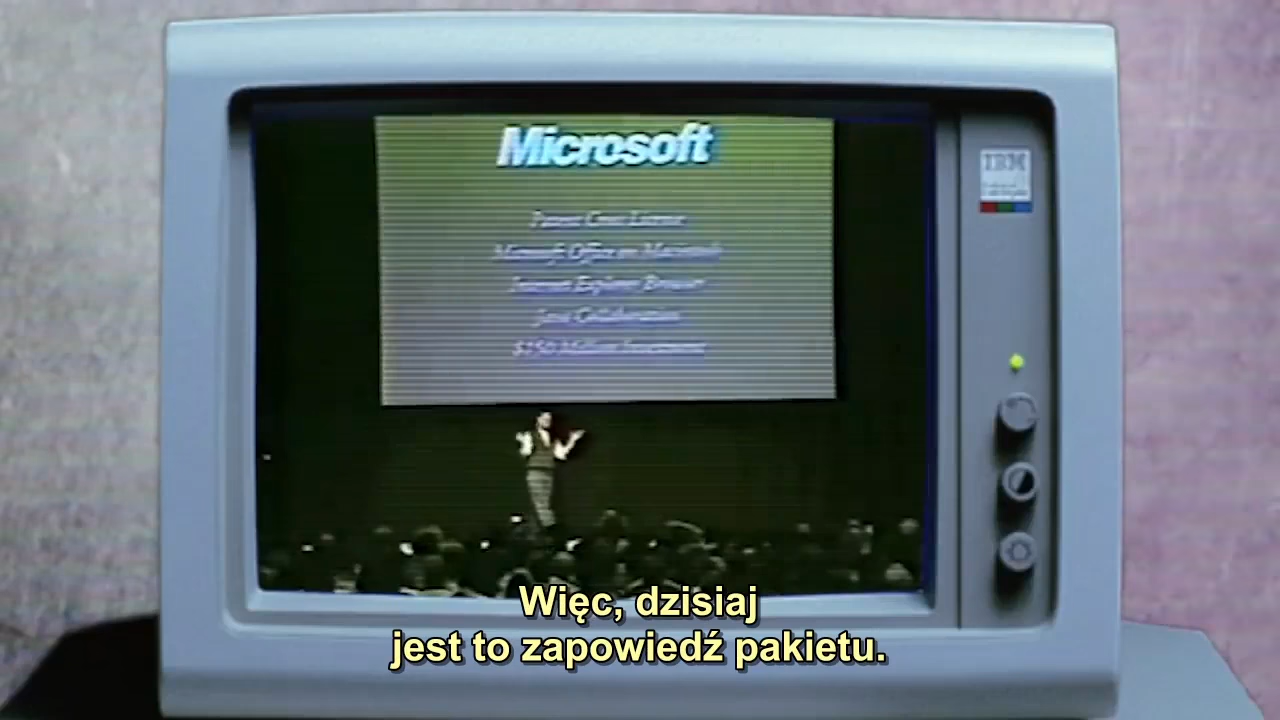 Microsoft
Patent Cross License
Microsoft Office on Macintosh
Internet Explorer Browser
Java Collaboration
$150 Million Investment
IBM
Więc, dzisiaj
jest to zapowiedź pakietu.